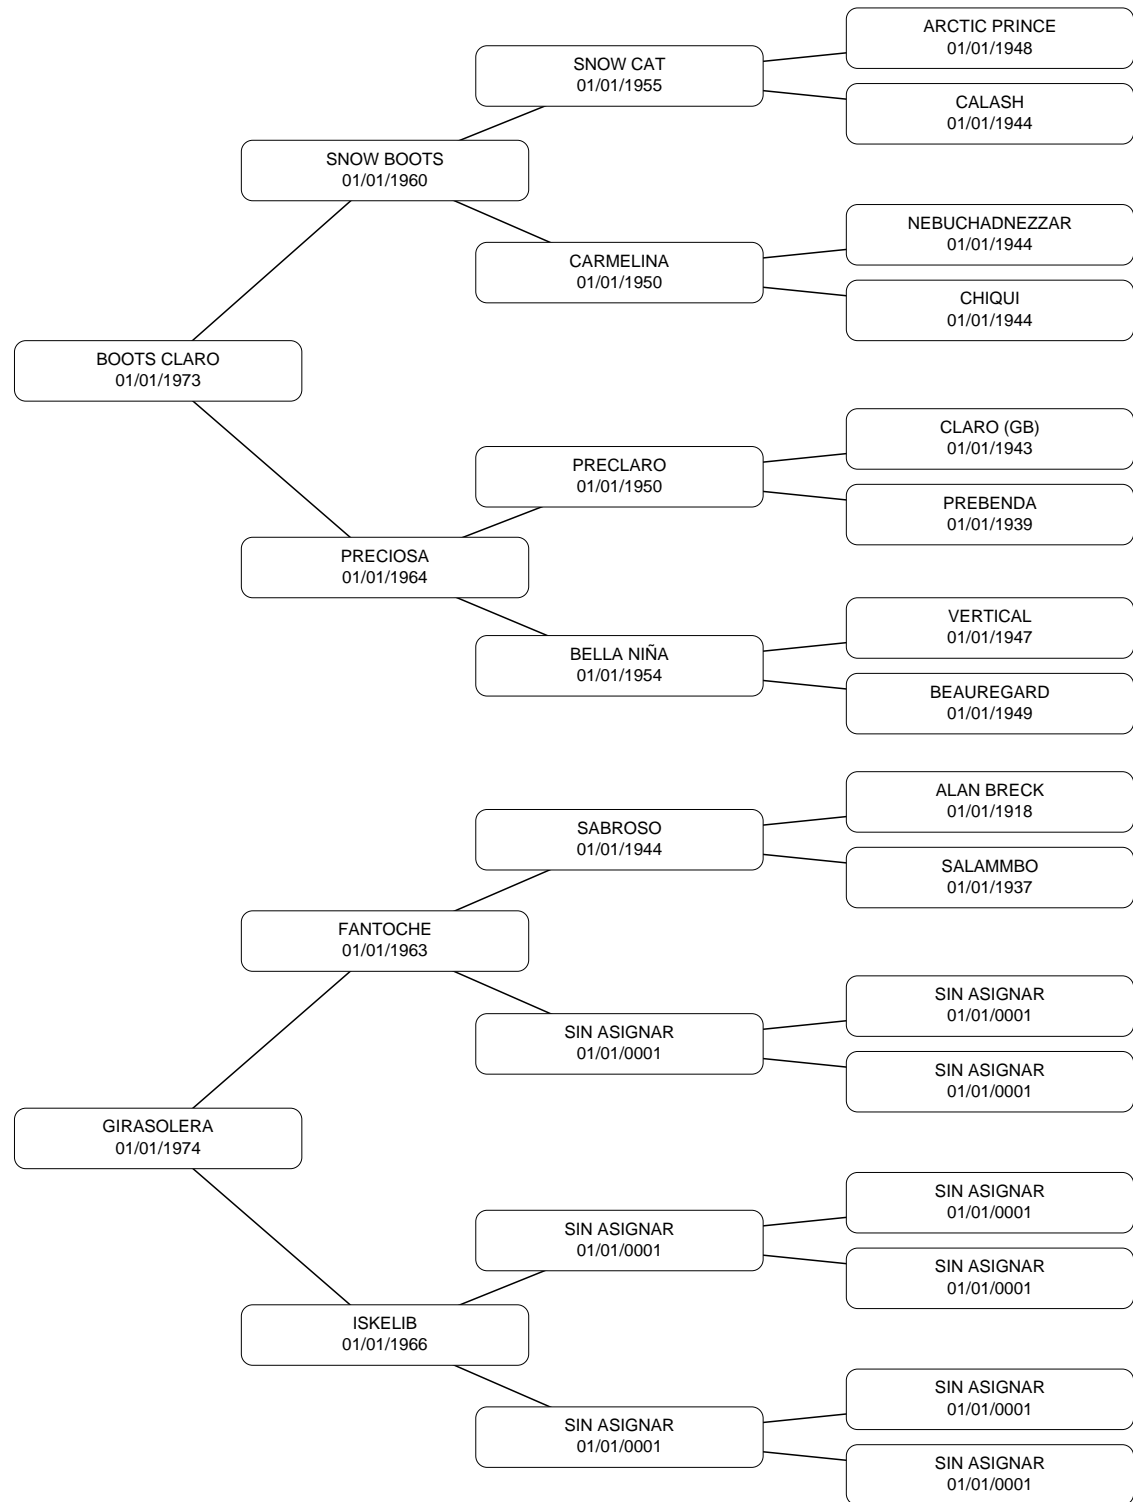 ARCTIC PRINCE
01/01/1948
SNOW CAT
01/01/1955
CALASH
01/01/1944
SNOW BOOTS
01/01/1960
NEBUCHADNEZZAR
01/01/1944
CARMELINA
01/01/1950
CHIQUI
01/01/1944
BOOTS CLARO
01/01/1973
CLARO (GB)
01/01/1943
PRECLARO
01/01/1950
PREBENDA
01/01/1939
PRECIOSA
01/01/1964
VERTICAL
01/01/1947
BELLA NIÑA
01/01/1954
BEAUREGARD
01/01/1949
ALAN BRECK
01/01/1918
SABROSO
01/01/1944
SALAMMBO
01/01/1937
FANTOCHE
01/01/1963
SIN ASIGNAR
01/01/0001
SIN ASIGNAR
01/01/0001
SIN ASIGNAR
01/01/0001
GIRASOLERA
01/01/1974
SIN ASIGNAR
01/01/0001
SIN ASIGNAR
01/01/0001
SIN ASIGNAR
01/01/0001
ISKELIB
01/01/1966
SIN ASIGNAR
01/01/0001
SIN ASIGNAR
01/01/0001
SIN ASIGNAR
01/01/0001